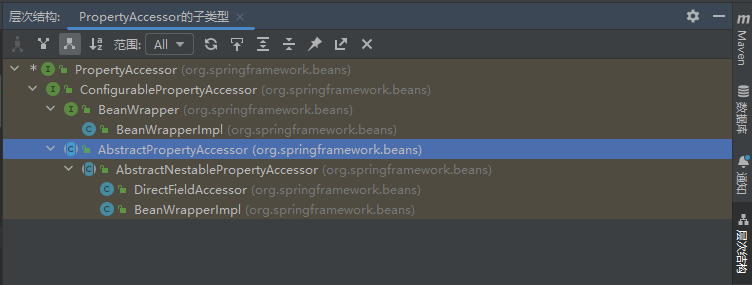 层次结构: PropertyAccessor的子类型
范围: All
* PropertyAccessor (org.springframework.beans)
ConfigurablePropertyAccessor (org.springframework.beans)
BeanWrapper (org.springframework.beans)
BeanWrapperImpl (org.springframework.beans)
AbstractPropertyAccessor (org.springframework.beans)
AbstractNestablePropertyAccessor (org.springframework.beans)
DirectFieldAccessor (org.springframework.beans)
BeanWrapperImpl (org.springframework.beans)
Maven
数据库
通知
层次结构